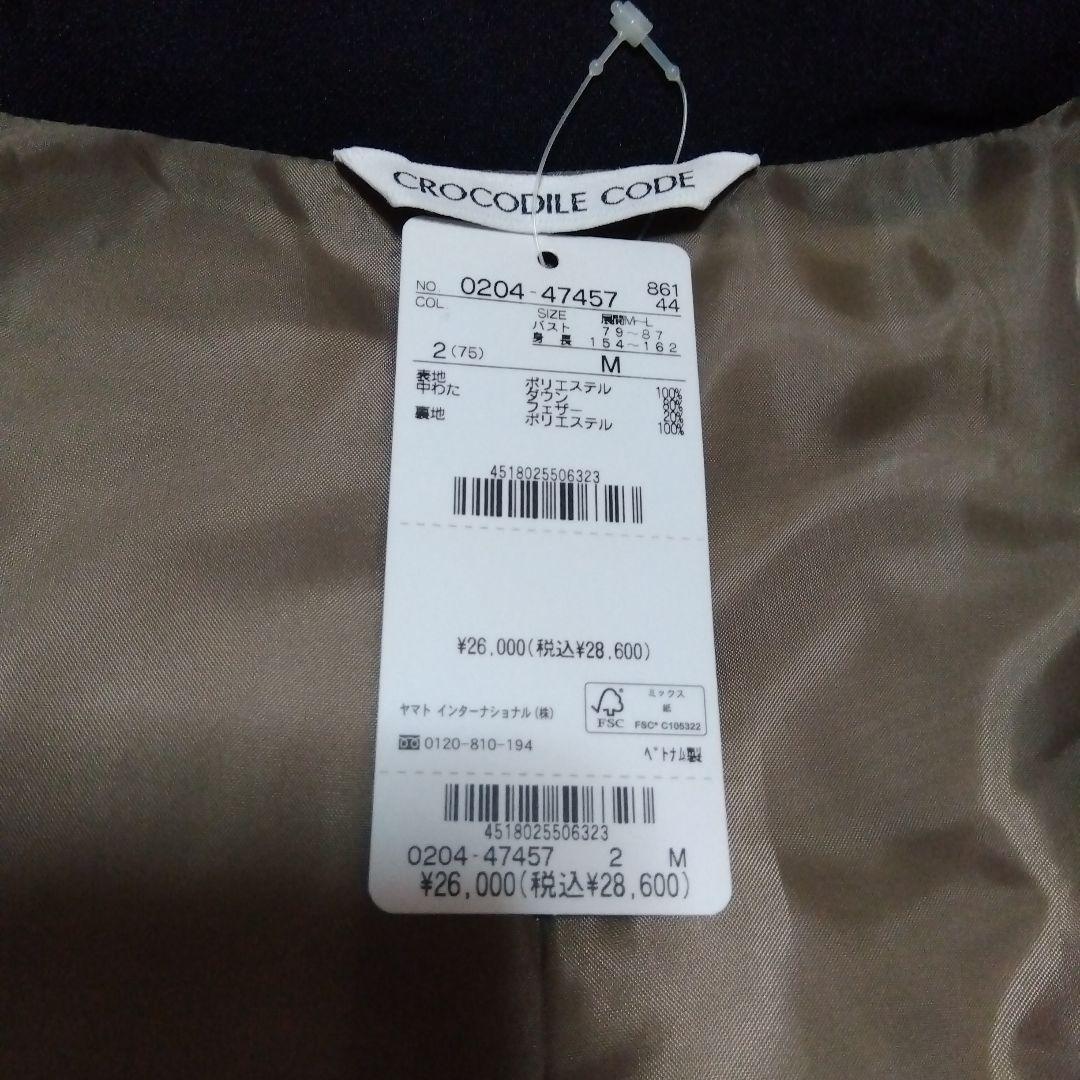 CROCODILE CODE
NO. 0204-47457 861
COL 44
SIZE 展開M-L
バスト 79~87
身長 154~162
2(75) M
表地 ポリエステル 100%
中わた ダウン 80%
フェザー 20%
裏地 ポリエステル 100%
4518025506323
¥26,000(税込¥28,600)
ミックス
紙
FSC
FSC® C105322
ヤマト インターナショナル(株)
0120-810-194
ベトナム製
4518025506323
0204-47457 2 M
¥26,000(税込¥28,600)